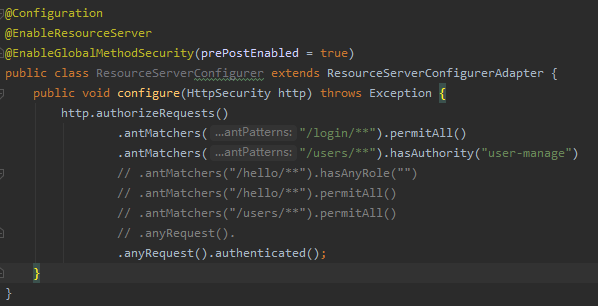 @Configuration
@EnableResourceServer
@EnableGlobalMethodSecurity(prePostEnabled = true)
public class ResourceServerConfigurer extends ResourceServerConfigurerAdapter {
    public void configure(HttpSecurity http) throws Exception {
        http.authorizeRequests()
                .antMatchers( ...antPatterns: "/login/**").permitAll()
                .antMatchers( ...antPatterns: "/users/**").hasAuthority("user-manage")
                // .antMatchers("/hello/**").hasAnyRole("")
                // .antMatchers("/hello/**").permitAll()
                // .antMatchers("/users/**").permitAll()
                // .anyRequest().
                .anyRequest().authenticated();
    }
}